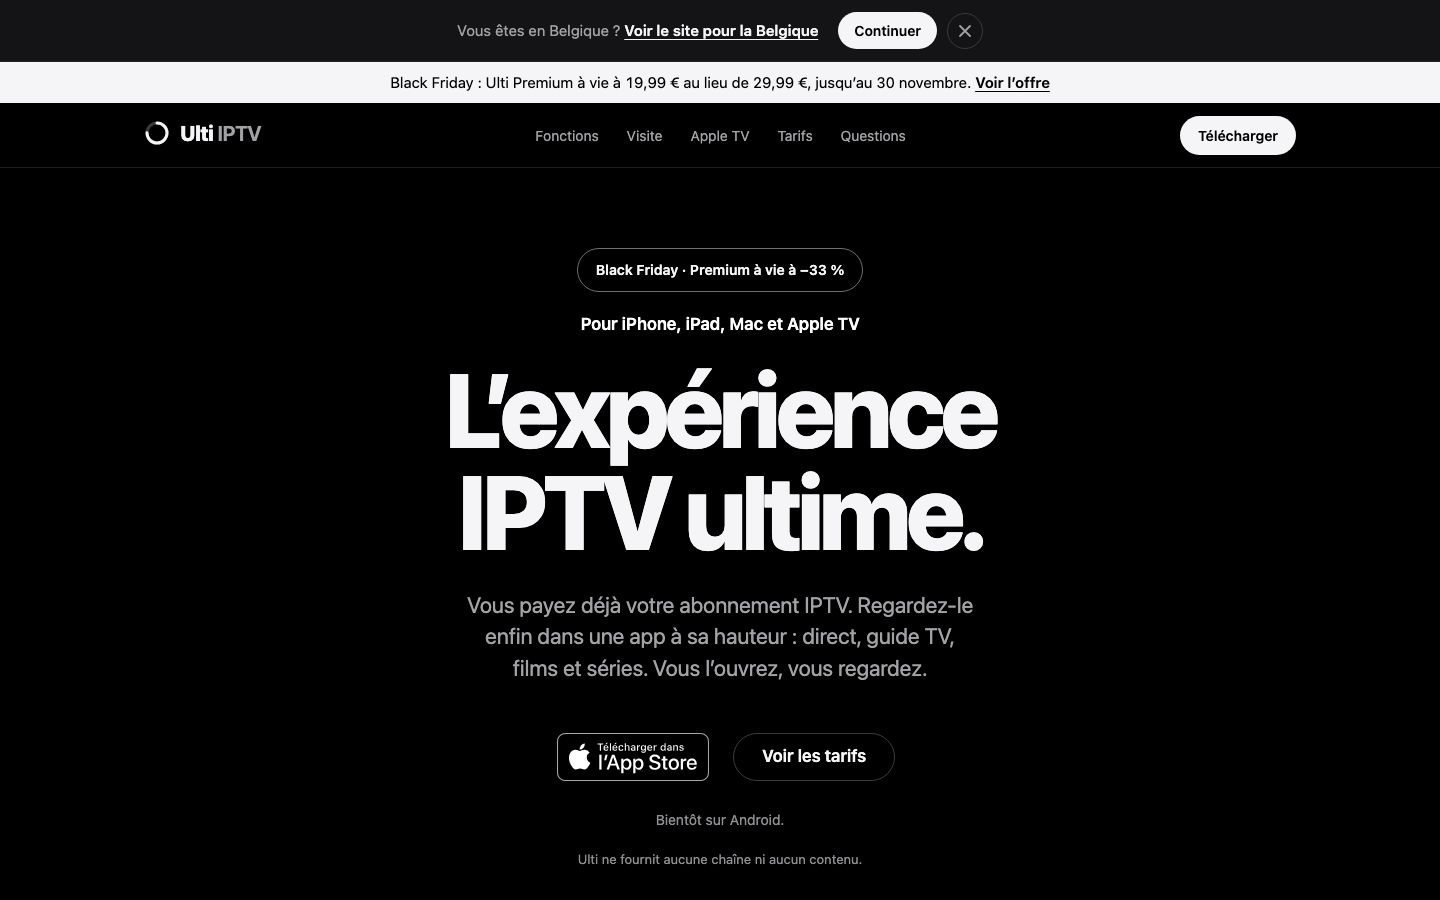 Vous êtes en Belgique ? Voir le site pour la Belgique Continuer
Black Friday : Ulti Premium à vie à 19,99 € au lieu de 29,99 €, jusqu’au 30 novembre. Voir l’offre
Ulti IPTV Fonctions Visite Apple TV Tarifs Questions Télécharger
Black Friday · Premium à vie à −33 %
Pour iPhone, iPad, Mac et Apple TV
L’expérience
IPTV ultime.
Vous payez déjà votre abonnement IPTV. Regardez-le
enfin dans une app à sa hauteur : direct, guide TV,
films et séries. Vous l’ouvrez, vous regardez.
Télécharger dans
l’App Store
Voir les tarifs
Bientôt sur Android.
Ulti ne fournit aucune chaîne ni aucun contenu.